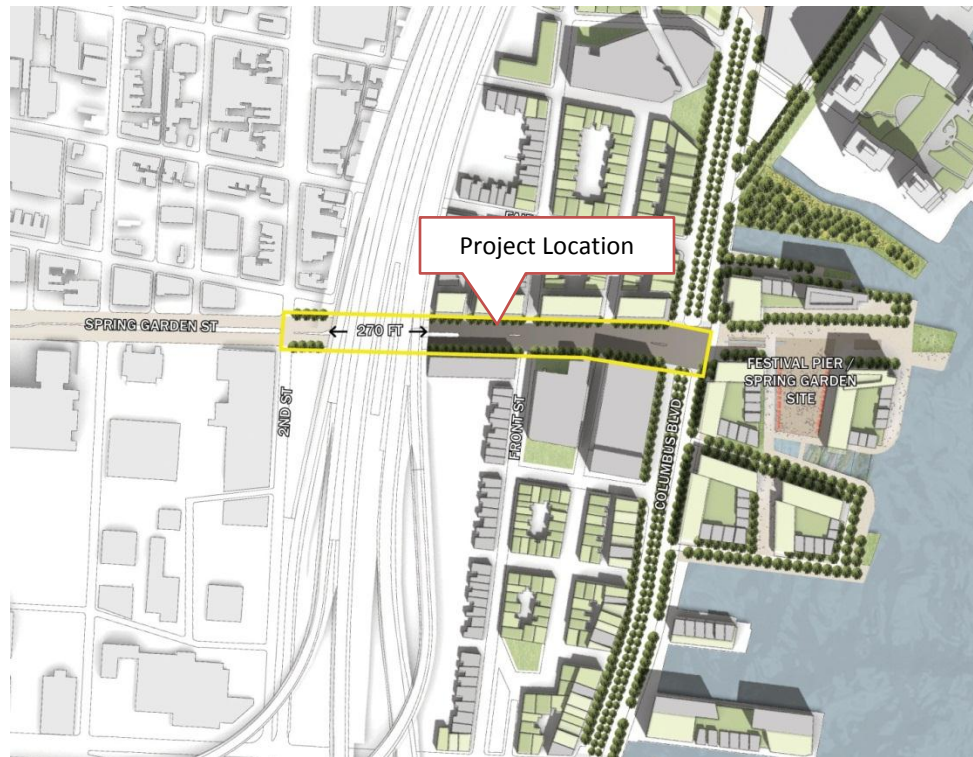 Project Location
SPRING GARDEN ST
270 FT
2ND ST
FRONT ST
COLUMBUS BLVD
FESTIVAL PIER /
SPRING GARDEN
SITE